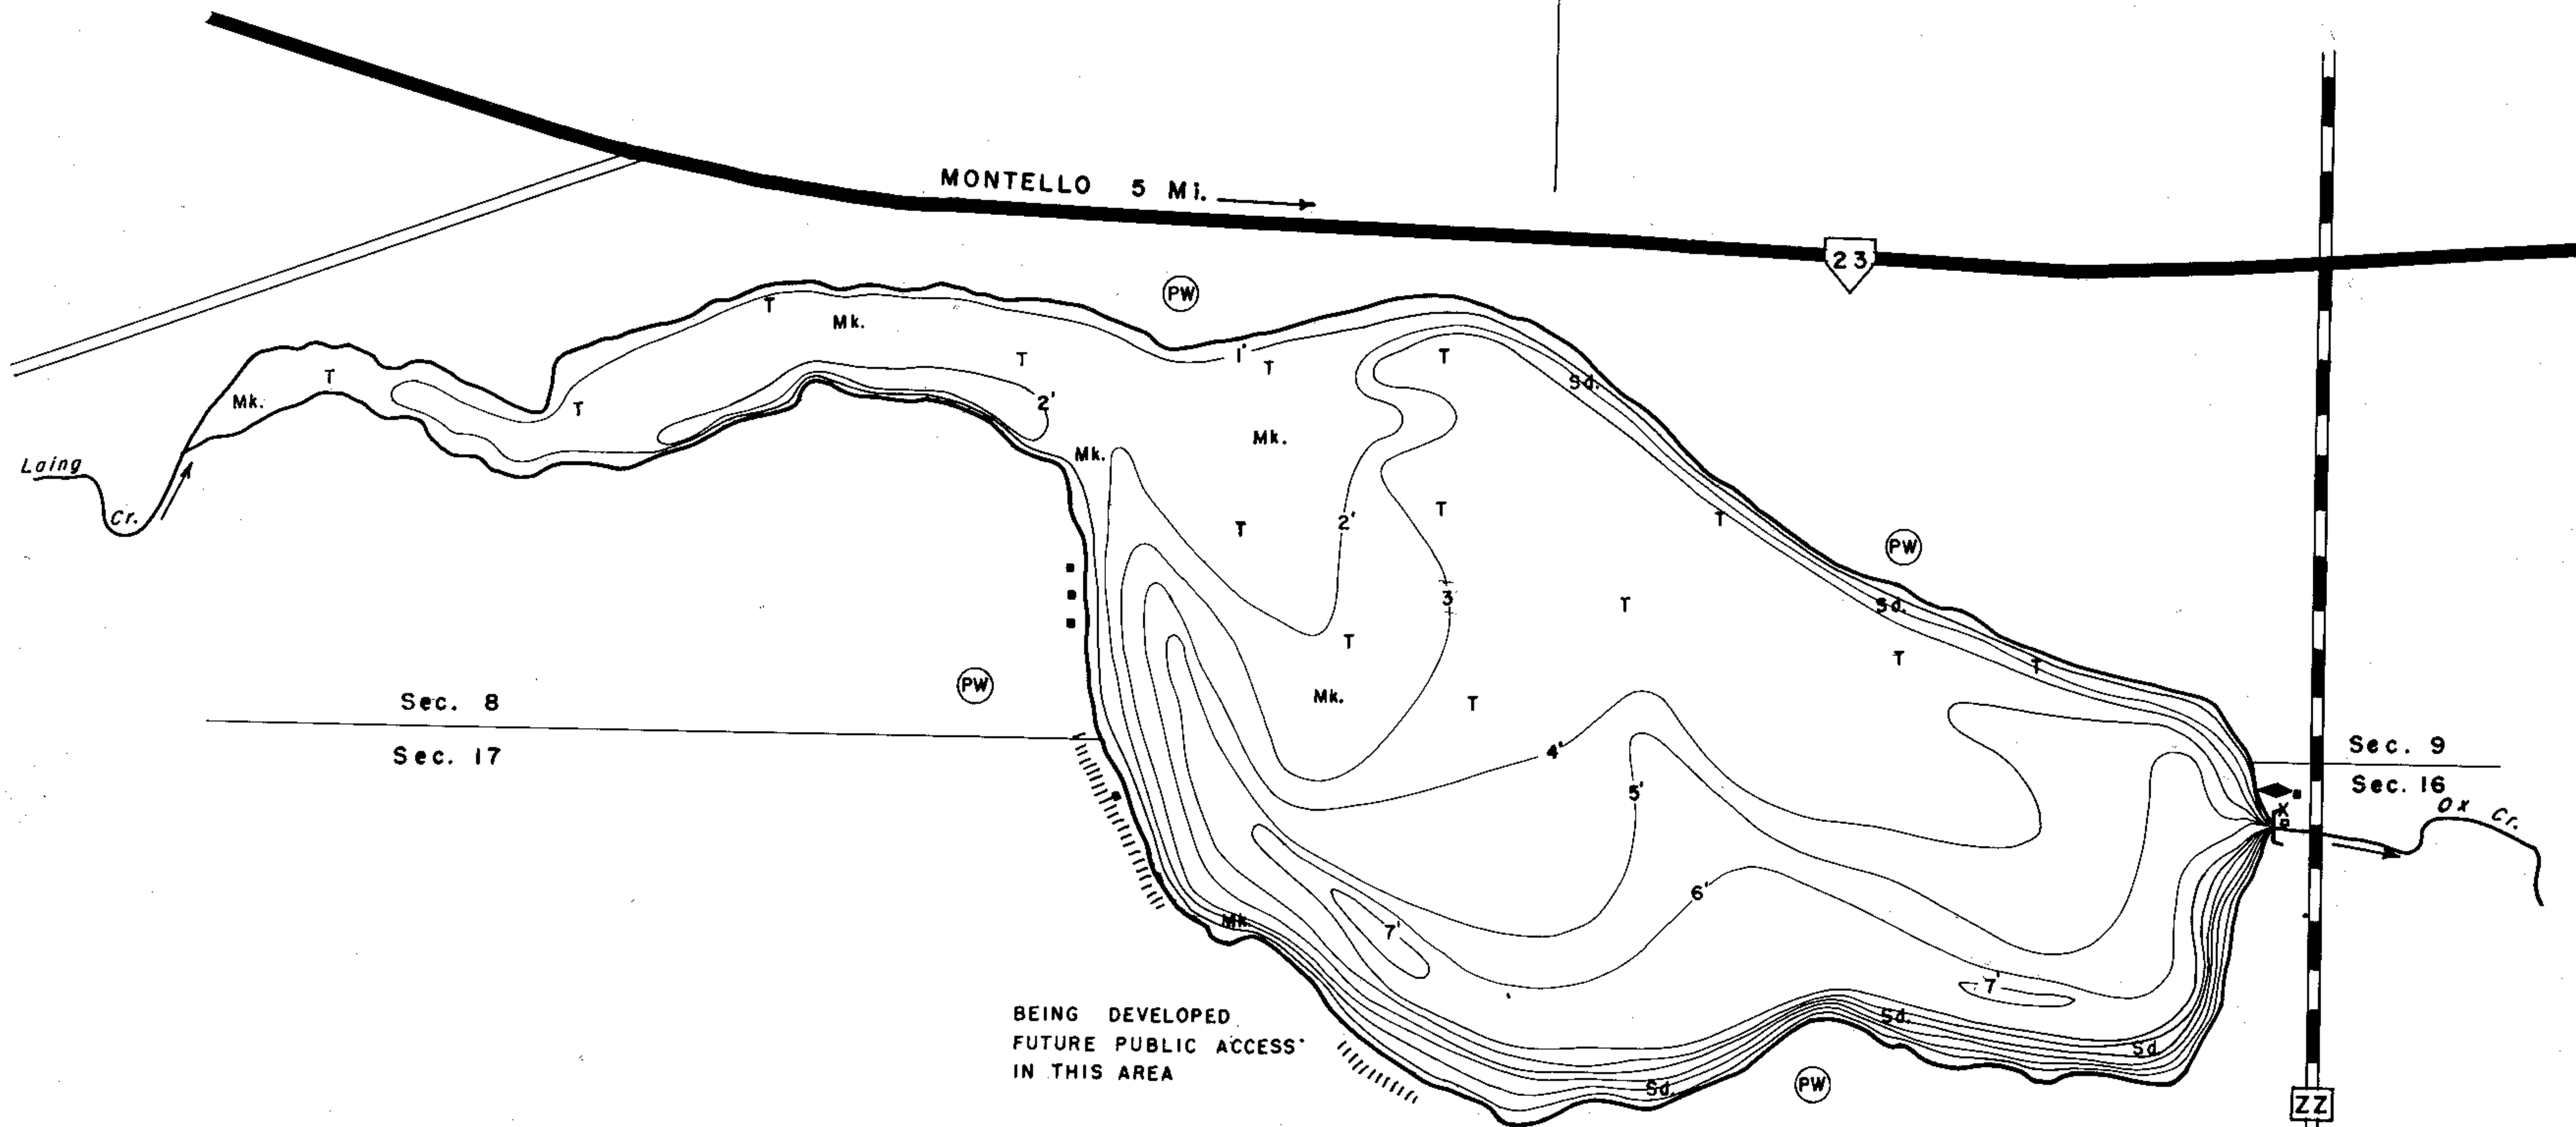 MONTELLO 5 Mi.
23
PW
T
Mk.
T
1'
T
T
Sd.
T
Mk.
T
2'
Mk.
Mk.
Laing
Cr.
T
2'
T
T
PW
3
T
Sd.
T
T
T
PW
Sec. 8
Mk.
T
Sec. 17
4'
Sec. 9
5'
Sec. 16
X
Ox Cr.
6'
Mk.
7'
7'
BEING DEVELOPED
FUTURE PUBLIC ACCESS
IN THIS AREA
Sd.
Sd.
Sd.
PW
ZZ